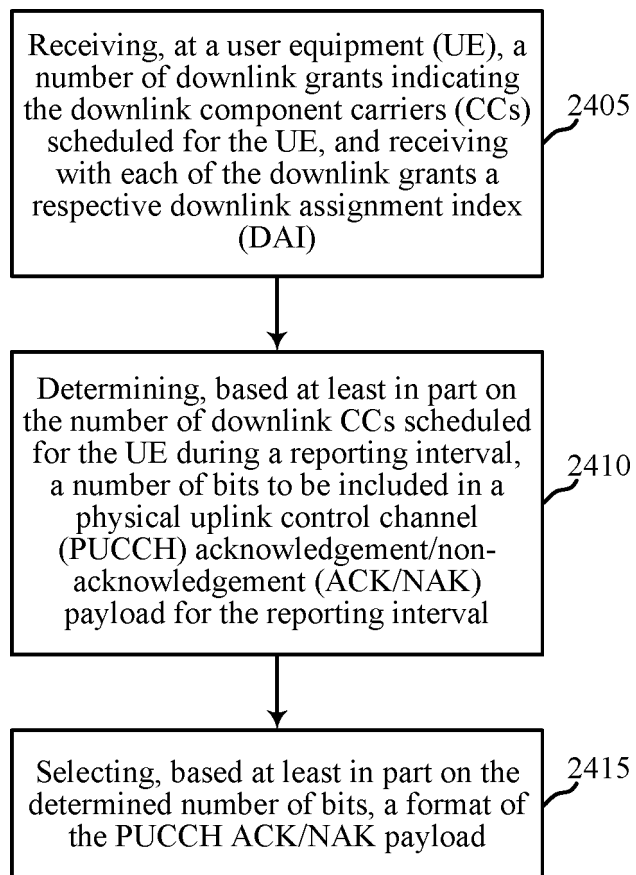 Receiving, at a user equipment (UE), a
number of downlink grants indicating
the downlink component carriers (CCs)
scheduled for the UE, and receiving
with each of the downlink grants a
respective downlink assignment index
(DAI)
2405
Determining, based at least in part on
the number of downlink CCs scheduled
for the UE during a reporting interval,
a number of bits to be included in a
physical uplink control channel
(PUCCH) acknowledgement/non-
acknowledgement (ACK/NAK)
payload for the reporting interval
2410
Selecting, based at least in part on the
determined number of bits, a format of
the PUCCH ACK/NAK payload
2415